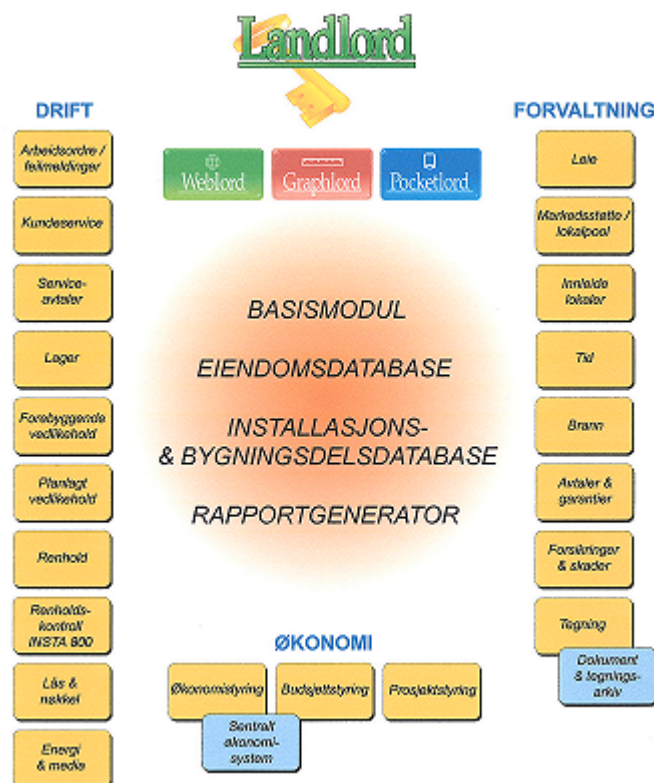 Landlord
DRIFT
Arbeidsordre /
feilmeldinger
Kundeservice
Service-
avtaler
Lager
Forebyggende
vedlikehold
Planlagt
vedlikehold
Renhold
Renholds-
kontroll
INSTA 800
Lås &
nøkkel
Energi
& media
Weblord
Graphlord
Pocketlord
BASISMODUL
EIENDOMSDATABASE
INSTALLASJONS-
& BYGNINGSDELSDATABASE
RAPPORTGENERATOR
ØKONOMI
Økonomistyring
Budsjettstyring
Prosjektstyring
Sentralt
økonomi-
system
FORVALTNING
Leie
Markedsstøtte /
lokalpool
Innleide
lokaler
Tid
Brann
Avtaler &
garantier
Forsikringer
& skader
Tegning
Dokument
& tegnings-
arkiv